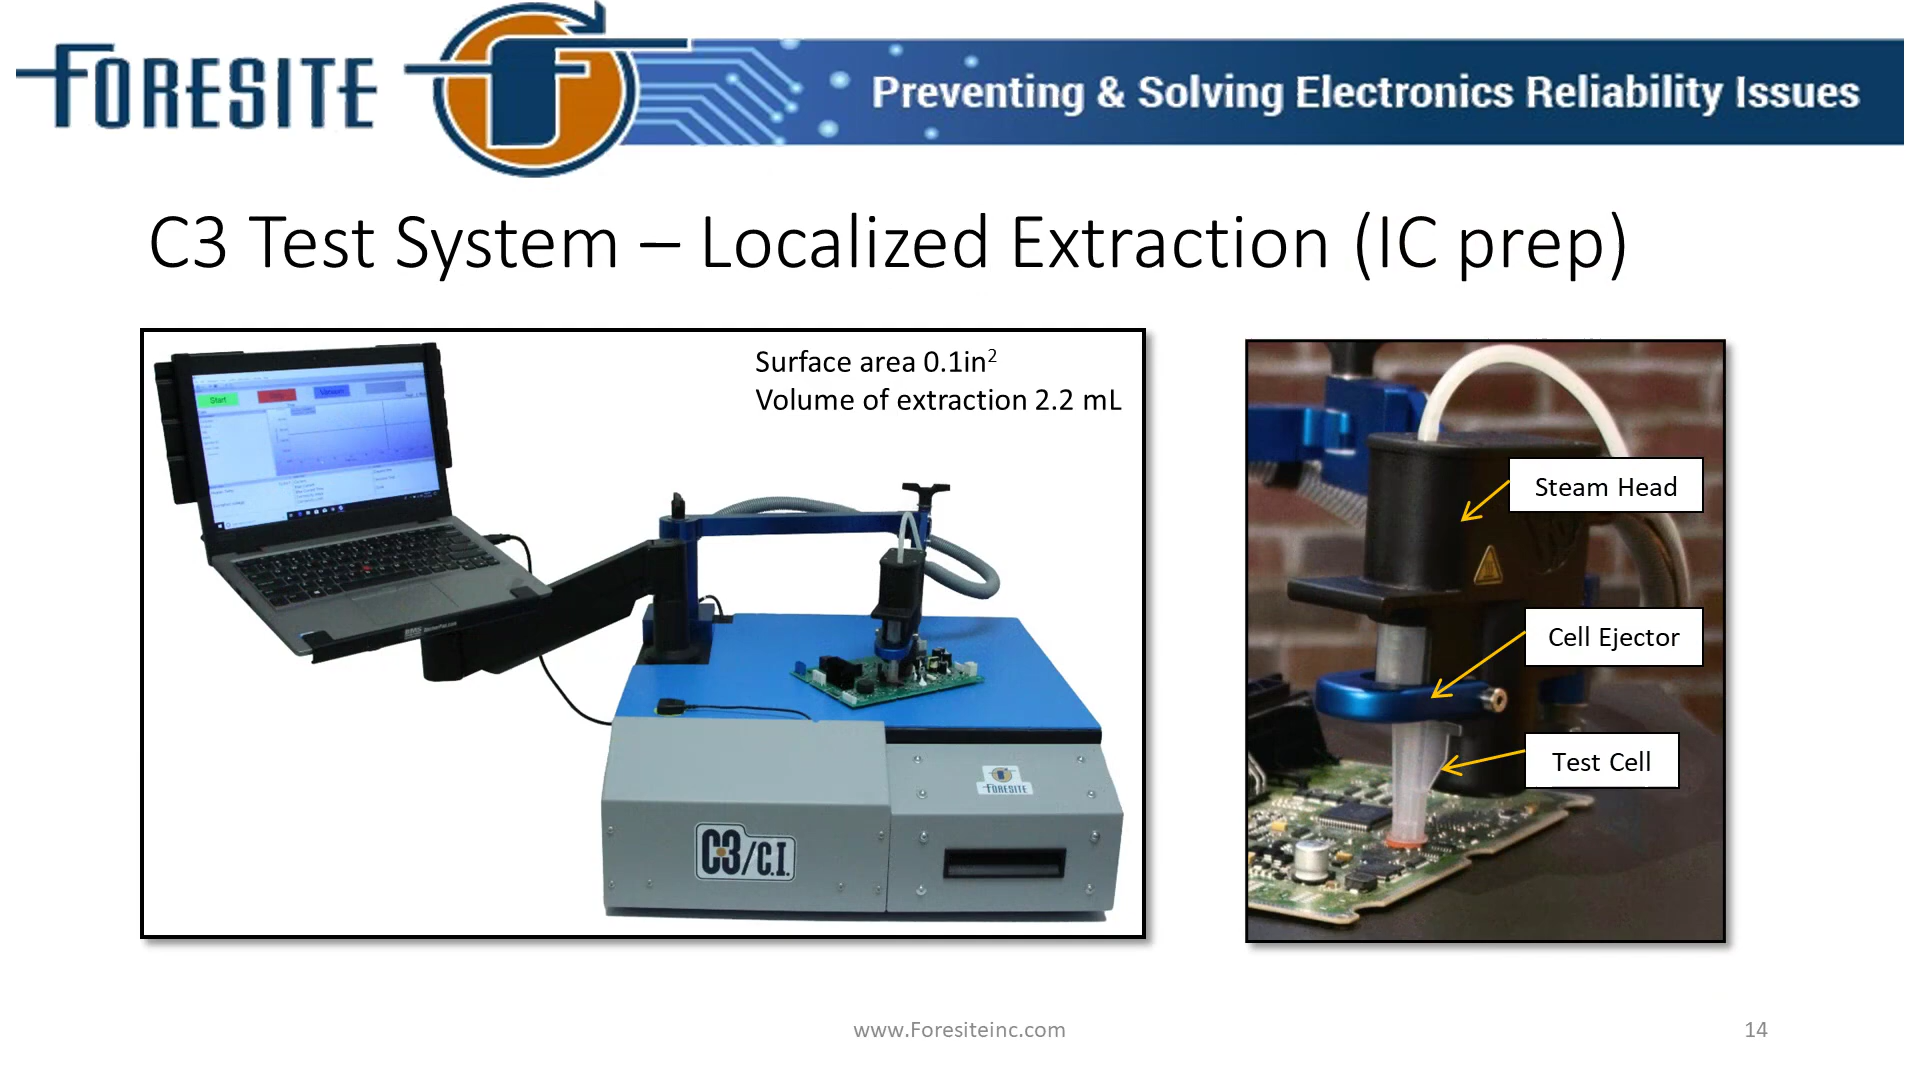 FORESITE
Preventing & Solving Electronics Reliability Issues
C3 Test System – Localized Extraction (IC prep)
Surface area 0.1in²
Volume of extraction 2.2 mL
Start
FORESITE
C3/C.I.
Steam Head
Cell Ejector
Test Cell
www.Foresiteinc.com
14